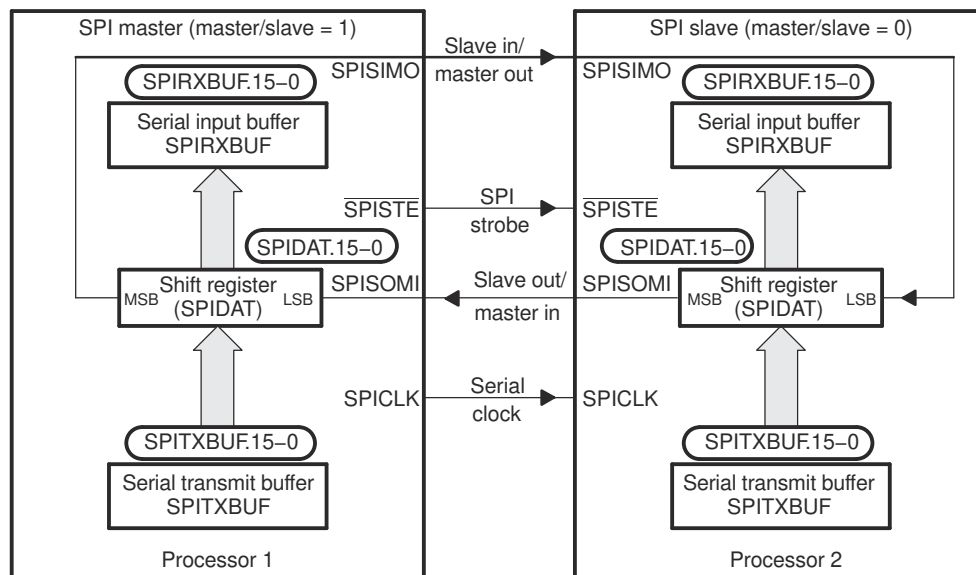 SPI master (master/slave = 1)
Slave in/
master out
SPI slave (master/slave = 0)
SPISIMO
SPISIMO
SPIRXBUF.15−0
SPIRXBUF.15−0
Serial input buffer
SPIRXBUF
Serial input buffer
SPIRXBUF
SPISTE
SPI
strobe
SPISTE
SPIDAT.15−0
SPIDAT.15−0
MSB
Shift register
(SPIDAT)
LSB
SPISOMI
Slave out/
master in
SPISOMI
MSB
Shift register
(SPIDAT)
LSB
SPICLK
Serial
clock
SPICLK
SPITXBUF.15−0
SPITXBUF.15−0
Serial transmit buffer
SPITXBUF
Serial transmit buffer
SPITXBUF
Processor 1
Processor 2